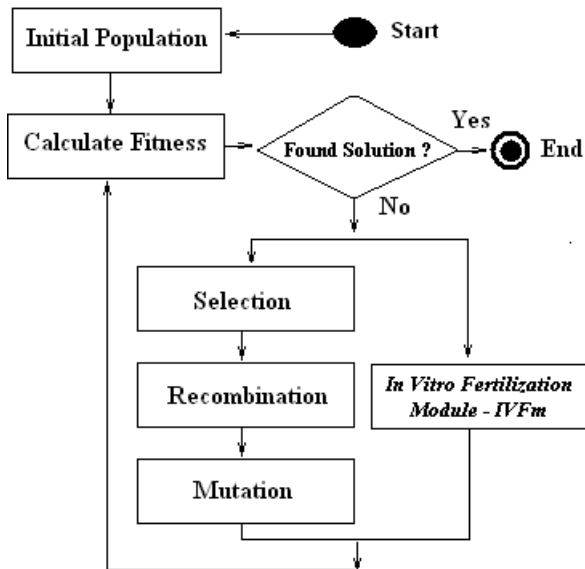 Initial Population
Start
Calculate Fitness
Found Solution ?
Yes
End
No
Selection
Recombination
In Vitro Fertilization
Module - IVFm
Mutation